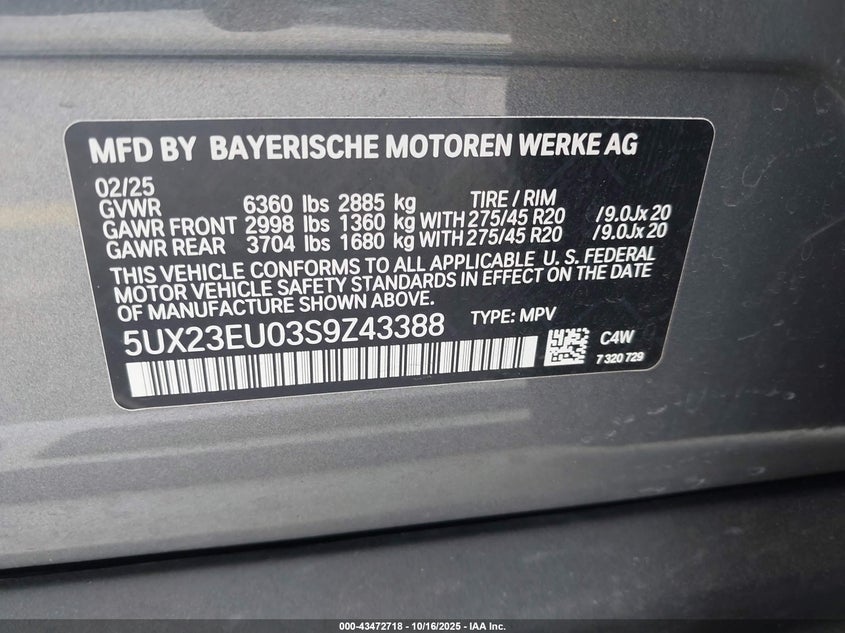 MFD BY BAYERISCHE MOTOREN WERKE AG
02/25
GVWR 6360 lbs 2885 kg TIRE / RIM
GAWR FRONT 2998 lbs 1360 kg WITH 275/45 R20 /9.0Jx20
GAWR REAR 3704 lbs 1680 kg WITH 275/45 R20 /9.0Jx20
THIS VEHICLE CONFORMS TO ALL APPLICABLE U. S. FEDERAL
MOTOR VEHICLE SAFETY STANDARDS IN EFFECT ON THE DATE
OF MANUFACTURE SHOWN ABOVE.
5UX23EU03S9Z43388 TYPE: MPV
C4W
7 320 729
000-43472718 - 10/16/2025 - IAA Inc.